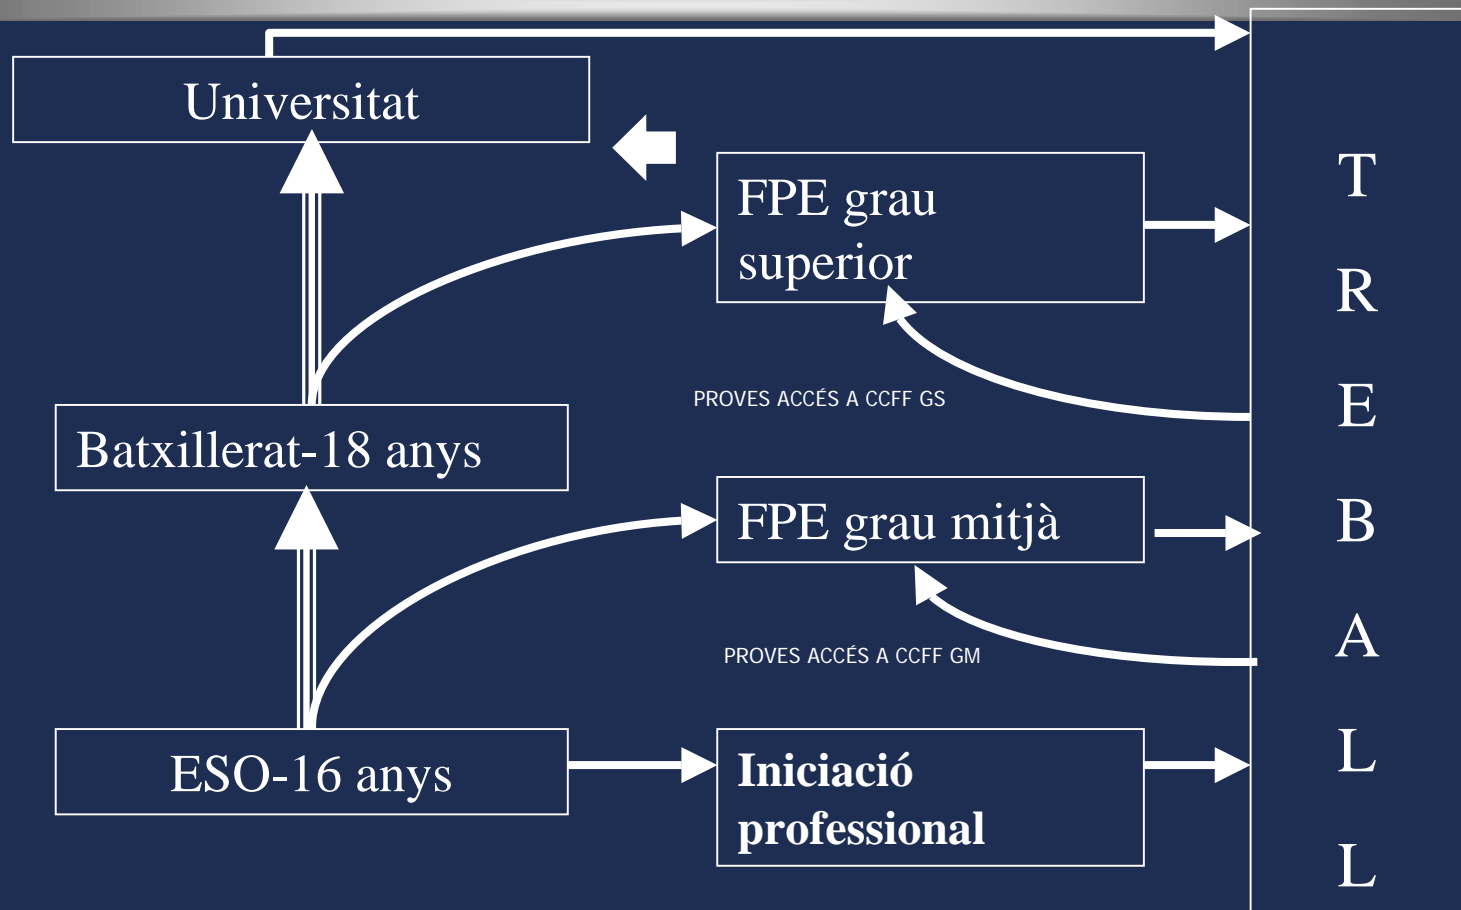 Universitat
FPE grau
superior
PROVES ACCÉS A CCFF GS
Batxillerat-18 anys
FPE grau mitjà
PROVES ACCÉS A CCFF GM
ESO-16 anys
Iniciació
professional
T
R
E
B
A
L
L